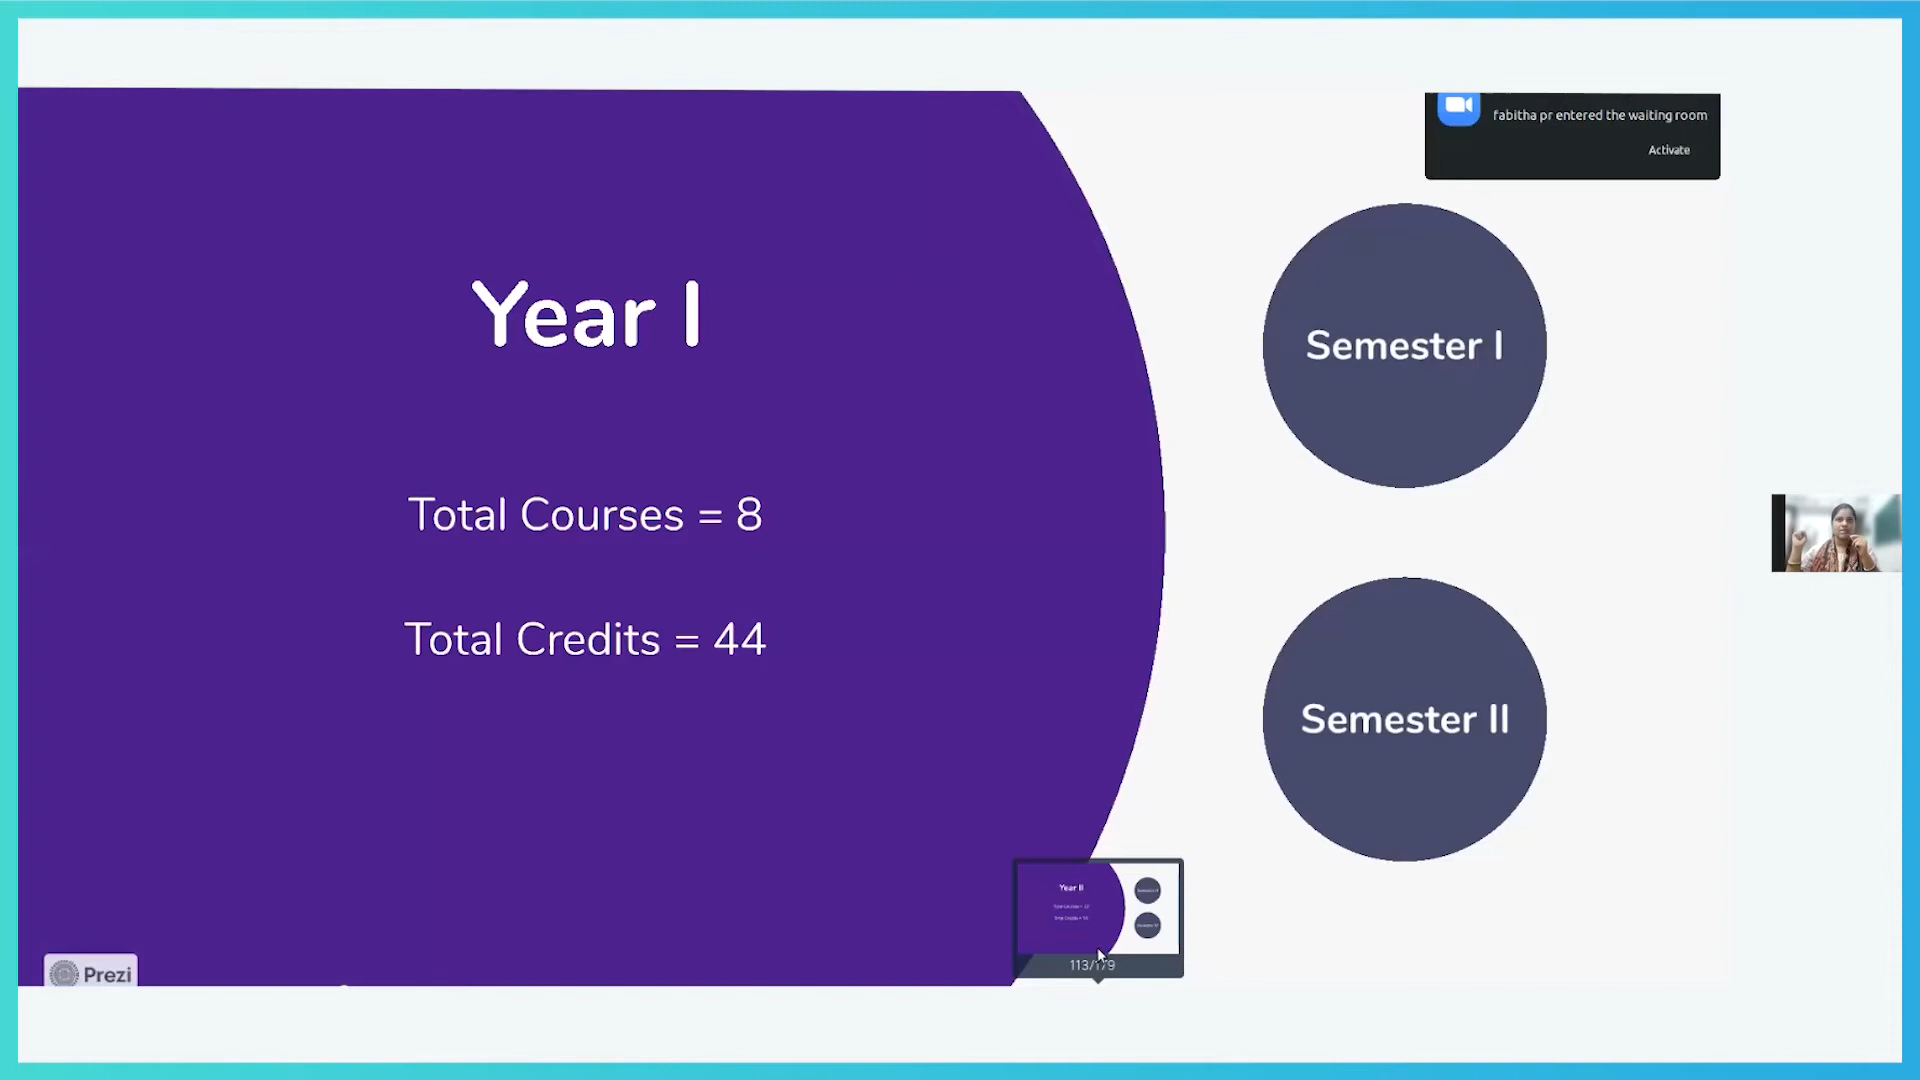 fabitha pr entered the waiting room
Activate
Year I
Semester I
Total Courses = 8
Total Credits = 44
Semester II
Year II
113/179
Prezi